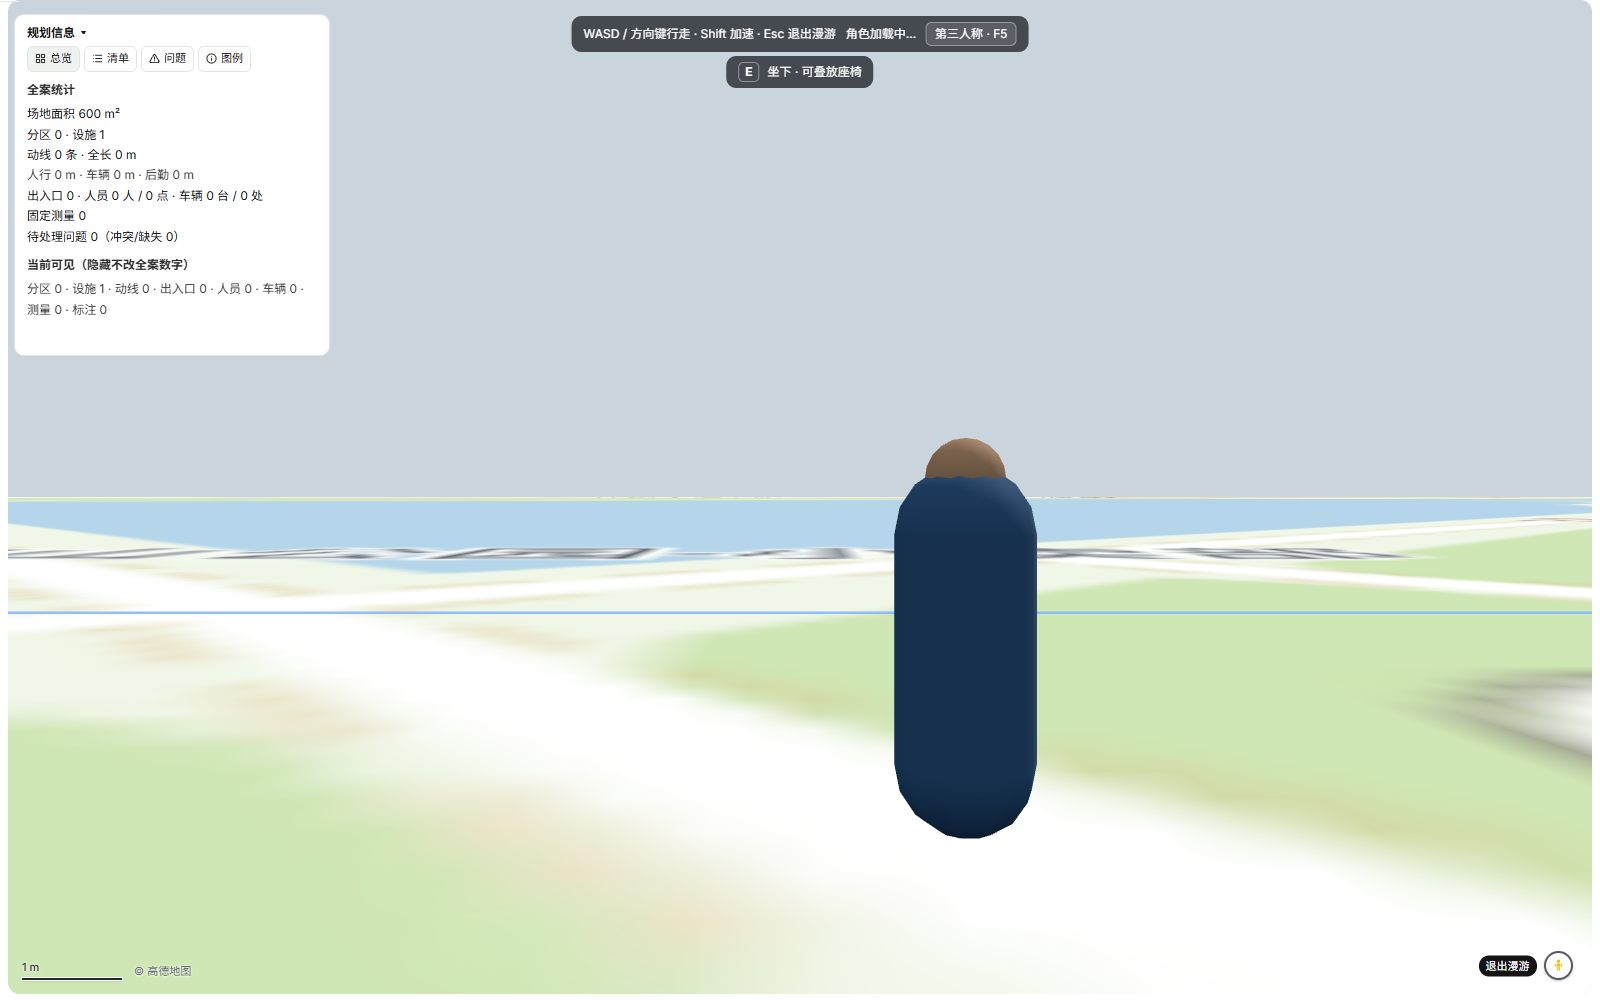 规划信息
总览 清单 问题 图例
全案统计
场地面积 600 m²
分区 0 · 设施 1
动线 0 条 · 全长 0 m
人行 0 m · 车辆 0 m · 后勤 0 m
出入口 0 · 人员 0 人 / 0 点 · 车辆 0 台 / 0 处
固定测量 0
待处理问题 0（冲突/缺失 0）
当前可见（隐藏不改全案数字）
分区 0 · 设施 1 · 动线 0 · 出入口 0 · 人员 0 · 车辆 0 ·
测量 0 · 标注 0
WASD / 方向键行走 · Shift 加速 · Esc 退出漫游 角色加载中... 第三人称 · F5
E 坐下 · 可叠放座椅
1 m
© 高德地图
退出漫游